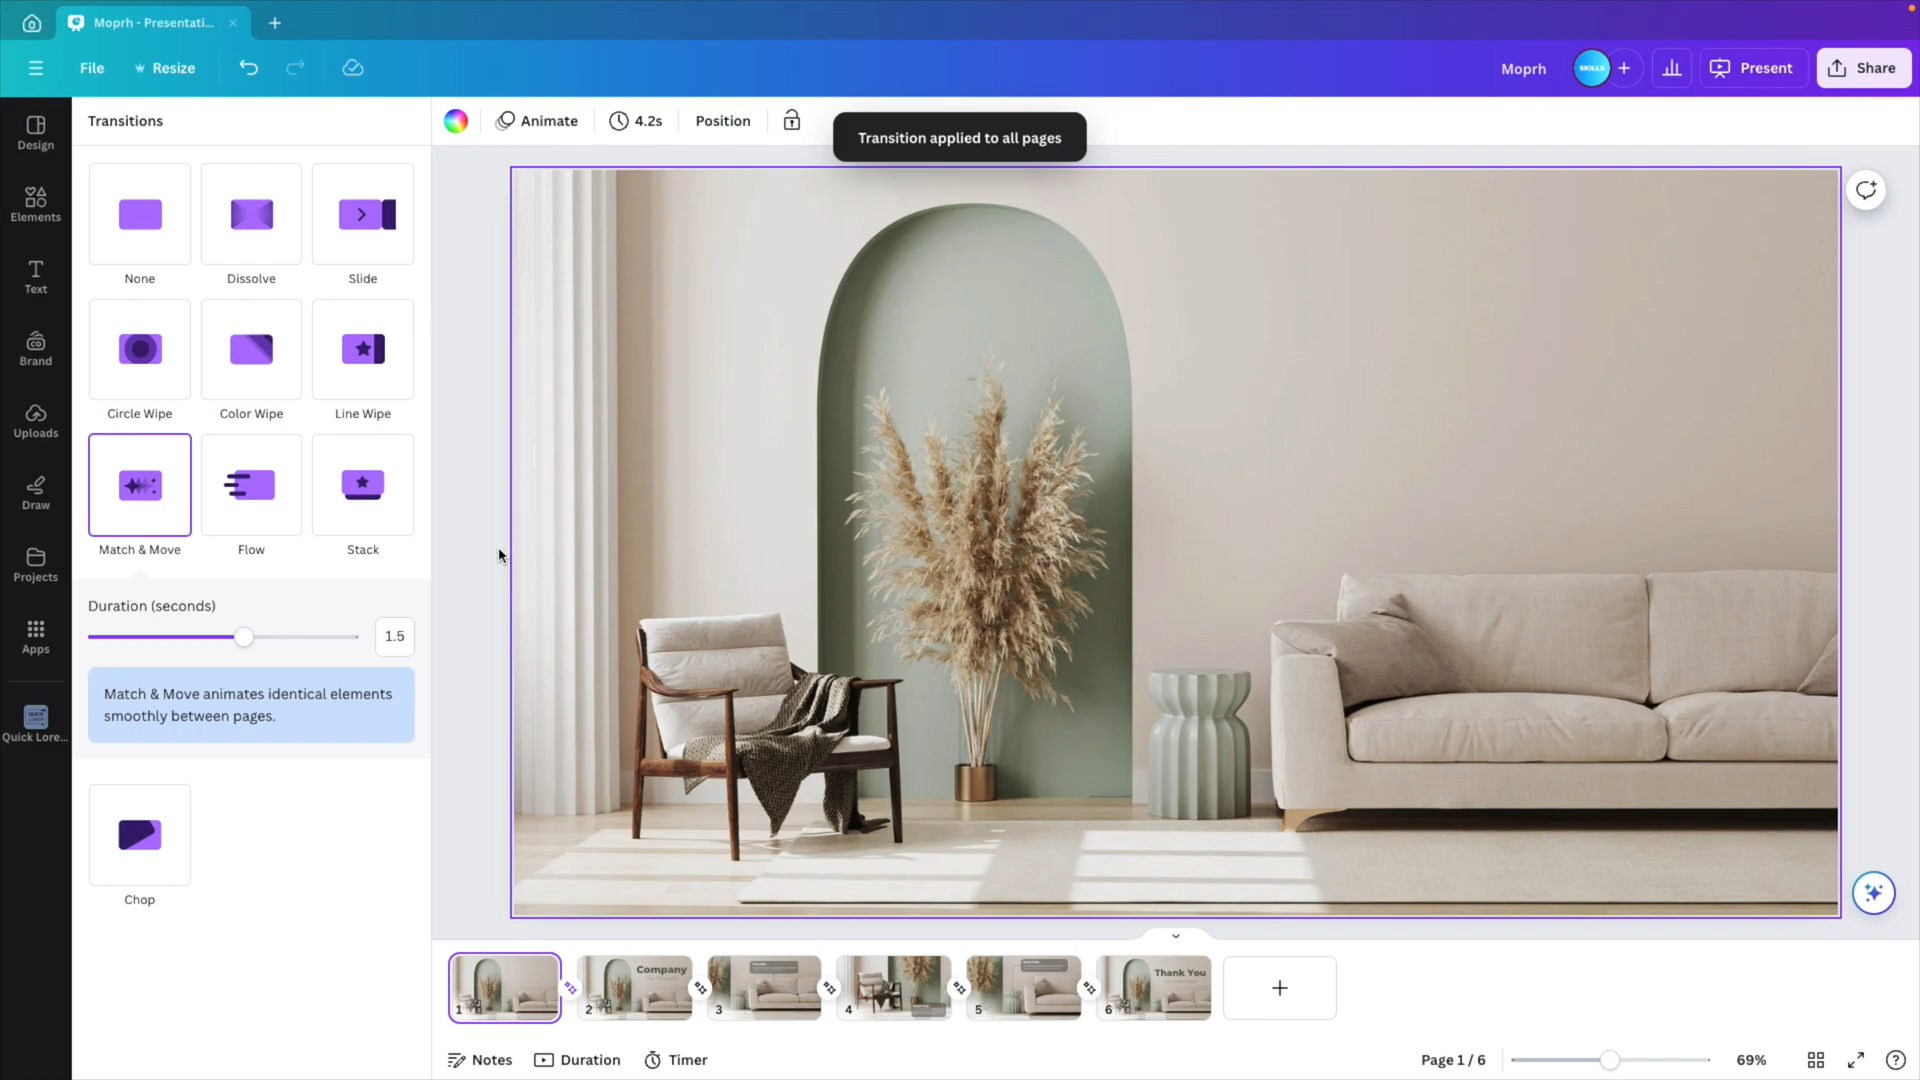 Moprh - Presentati...
File
Resize
Moprh
SKILLS
Present
Share
Design
Elements
Text
Brand
Uploads
Draw
Projects
Apps
Quick Lore...
Transitions
None
Dissolve
Slide
Circle Wipe
Color Wipe
Line Wipe
Match & Move
Flow
Stack
Duration (seconds)
1.5
Match & Move animates identical elements
smoothly between pages.
Chop
Animate
4.2s
Position
Transition applied to all pages
1
Company
2
3
4
5
Thank You
6
Notes
Duration
Timer
Page 1 / 6
69%